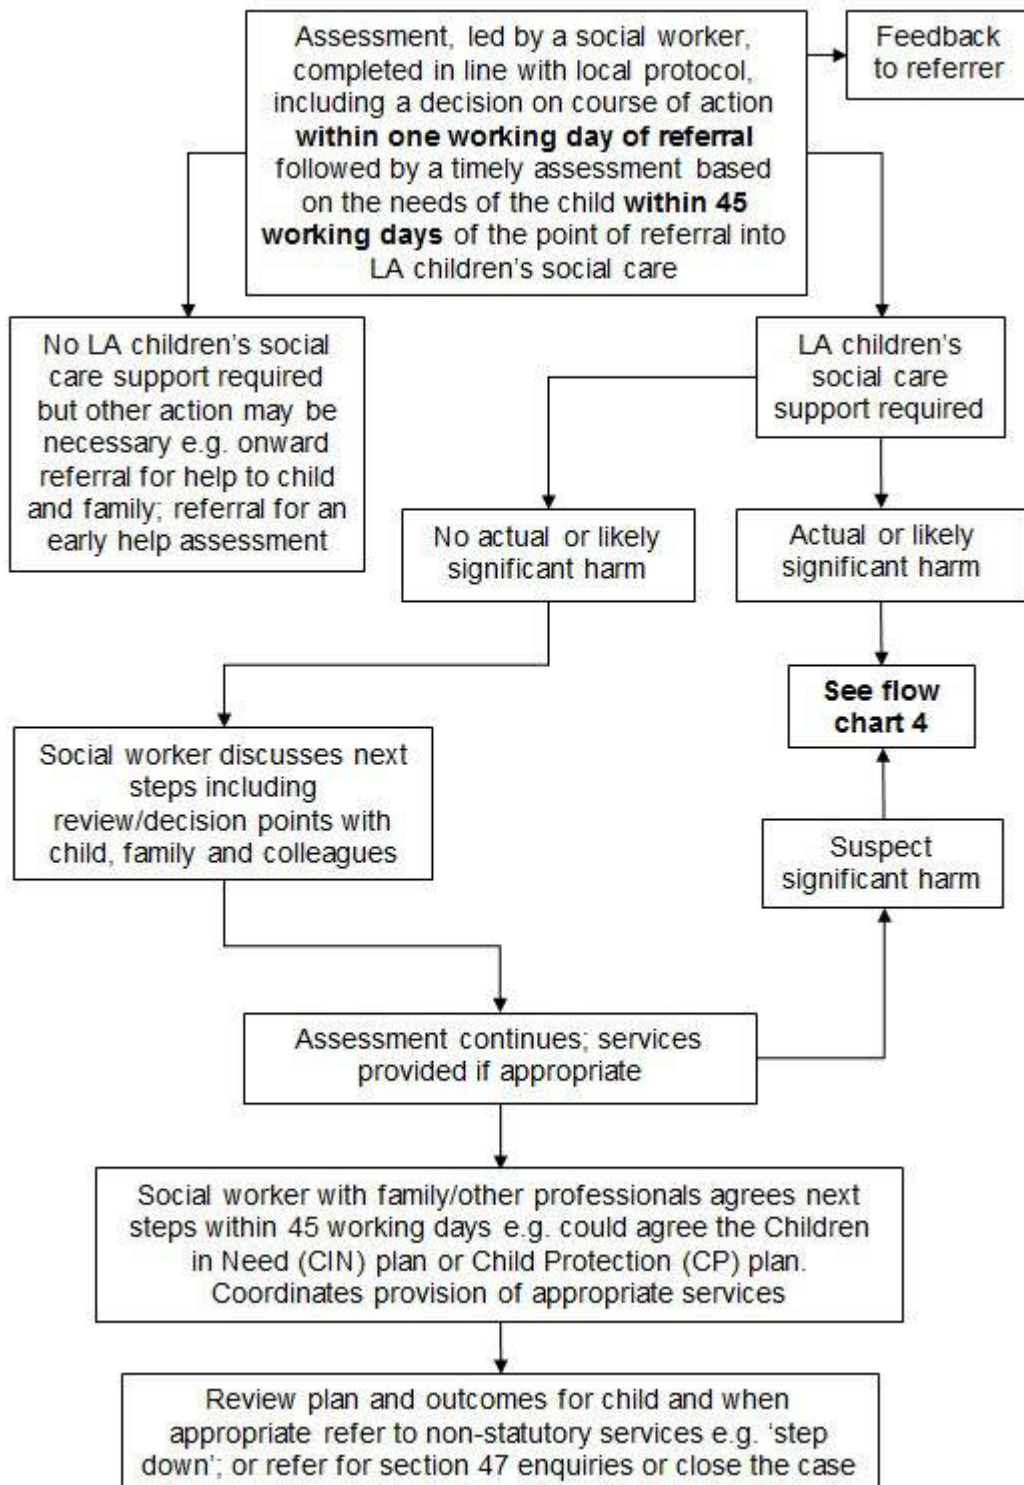 Assessment, led by a social worker,
completed in line with local protocol,
including a decision on course of action
within one working day of referral
followed by a timely assessment based
on the needs of the child within 45
working days of the point of referral into
LA children's social care
Feedback
to referrer
No LA children's social
care support required
but other action may be
necessary e.g. onward
referral for help to child
and family; referral for an
early help assessment
LA children's
social care
support required
No actual or likely
significant harm
Actual or likely
significant harm
See flow
chart 4
Social worker discusses next
steps including
review/decision points with
child, family and colleagues
Suspect
significant harm
Assessment continues; services
provided if appropriate
Social worker with family/other professionals agrees next
steps within 45 working days e.g. could agree the Children
in Need (CIN) plan or Child Protection (CP) plan.
Coordinates provision of appropriate services
Review plan and outcomes for child and when
appropriate refer to non-statutory services e.g. ‘step
down’; or refer for section 47 enquiries or close the case